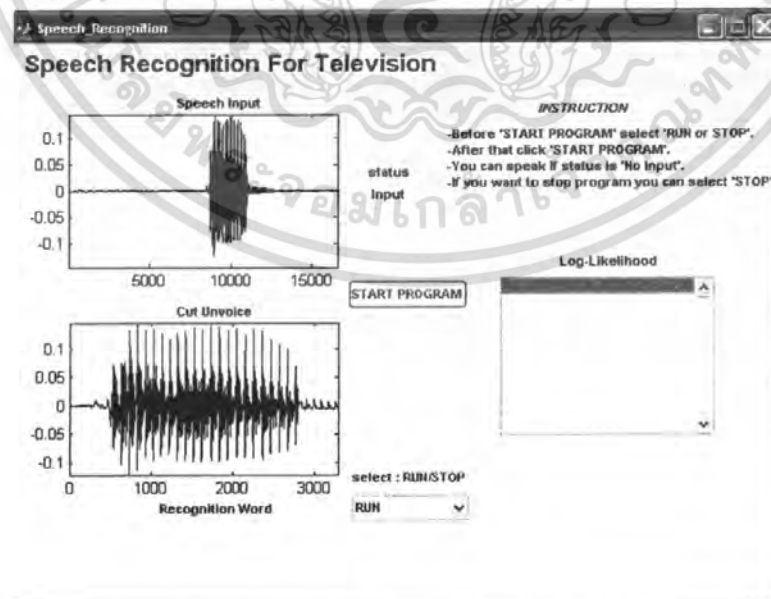 Speech_Recognition
Speech Recognition For Television
Speech Input
0.1
0.05
0
-0.05
-0.1
5000 10000 15000
status
Input
INSTRUCTION
-Before 'START PROGRAM' select 'RUN or STOP'.
-After that click 'START PROGRAM'.
-You can speak if status is 'No Input'.
-If you want to stop program you can select 'STOP'
START PROGRAM
Log-Likelihood
Cut Unvoice
0.1
0.05
0
-0.05
-0.1
0 1000 2000 3000
Recognition Word
select : RUN/STOP
RUN